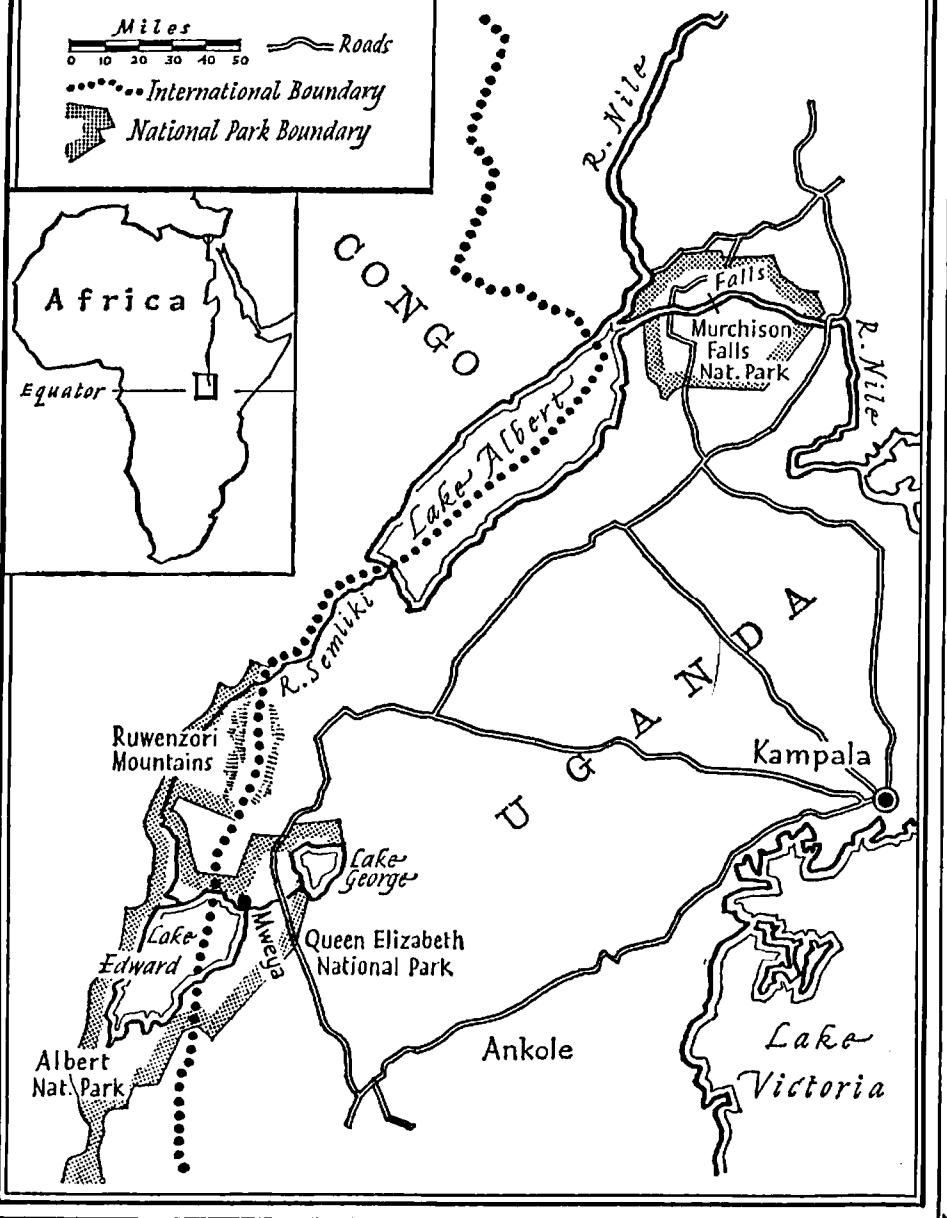 Miles
0 10 20 30 40 50
Roads
International Boundary
National Park Boundary
Africa
Equator
CONGO
R. Nile
Falls
Murchison
Falls
Nat. Park
R. Nile
Lake Albert
R. Semliki
UGANDA
Ruwenzori
Mountains
Kampala
Lake
George
Mweya
Queen Elizabeth
National Park
Lake
Edward
Albert
Nat. Park
Ankole
Lake
Victoria